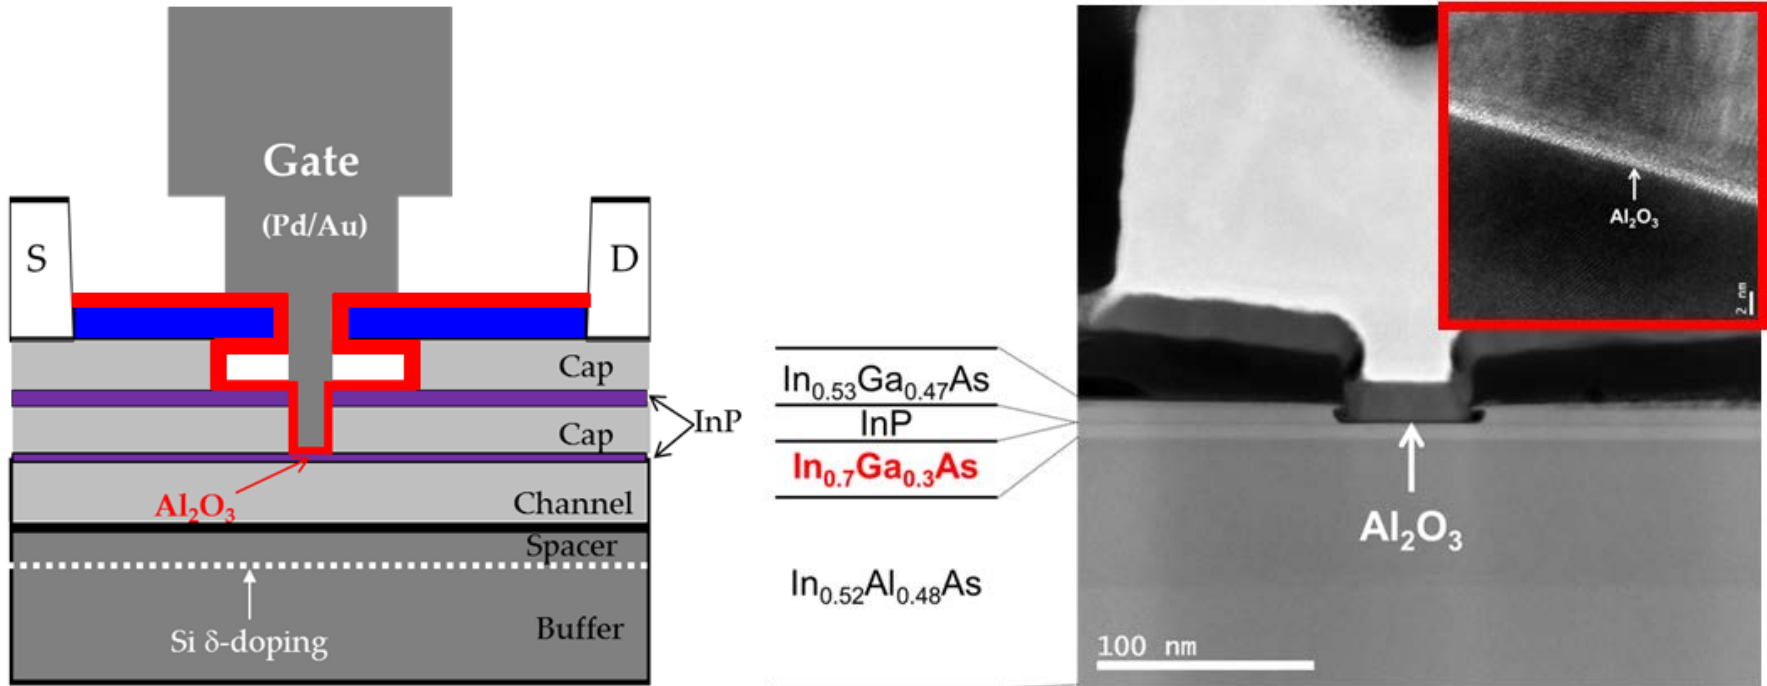 Gate
(Pd/Au)
S
D
Cap
InP
Cap
Al₂O₃
Channel
Spacer
Si δ-doping
Buffer
In₀.₅₃Ga₀.₄₇As
InP
In₀.₇Ga₀.₃As
In₀.₅₂Al₀.₄₈As
Al₂O₃
2 nm
Al₂O₃
100 nm